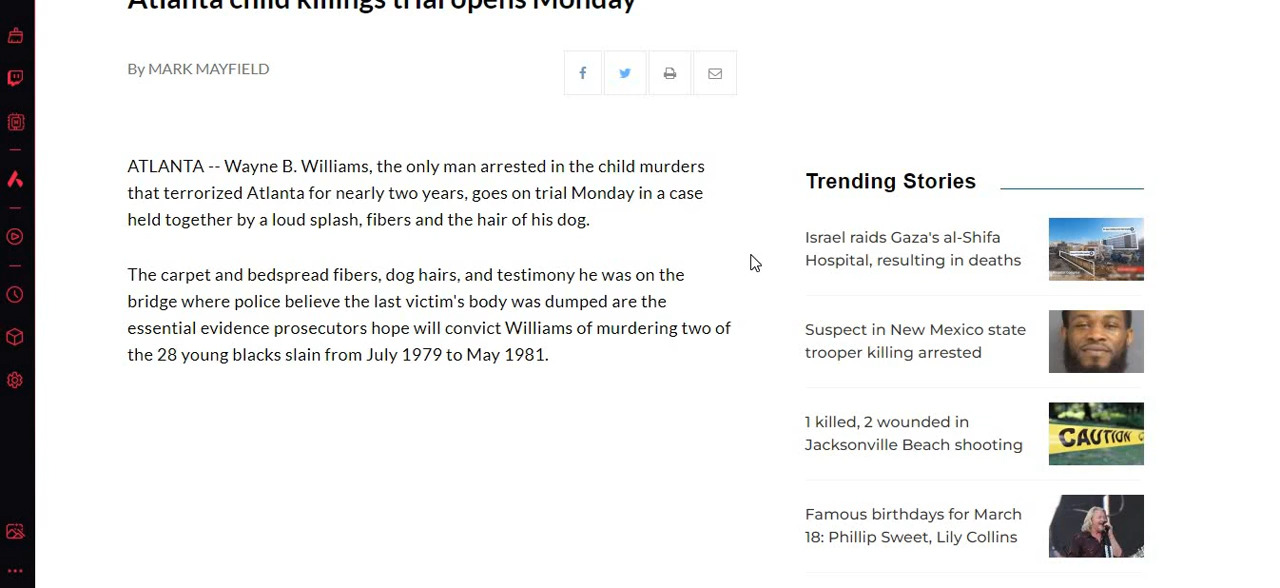 Atlanta child killings trial opens Monday
By MARK MAYFIELD
ATLANTA -- Wayne B. Williams, the only man arrested in the child murders
that terrorized Atlanta for nearly two years, goes on trial Monday in a case
held together by a loud splash, fibers and the hair of his dog.
The carpet and bedspread fibers, dog hairs, and testimony he was on the
bridge where police believe the last victim's body was dumped are the
essential evidence prosecutors hope will convict Williams of murdering two of
the 28 young blacks slain from July 1979 to May 1981.
Trending Stories
Israel raids Gaza's al-Shifa
Hospital, resulting in deaths
Suspect in New Mexico state
trooper killing arrested
1 killed, 2 wounded in
Jacksonville Beach shooting
CAUTION C
Famous birthdays for March
18: Phillip Sweet, Lily Collins